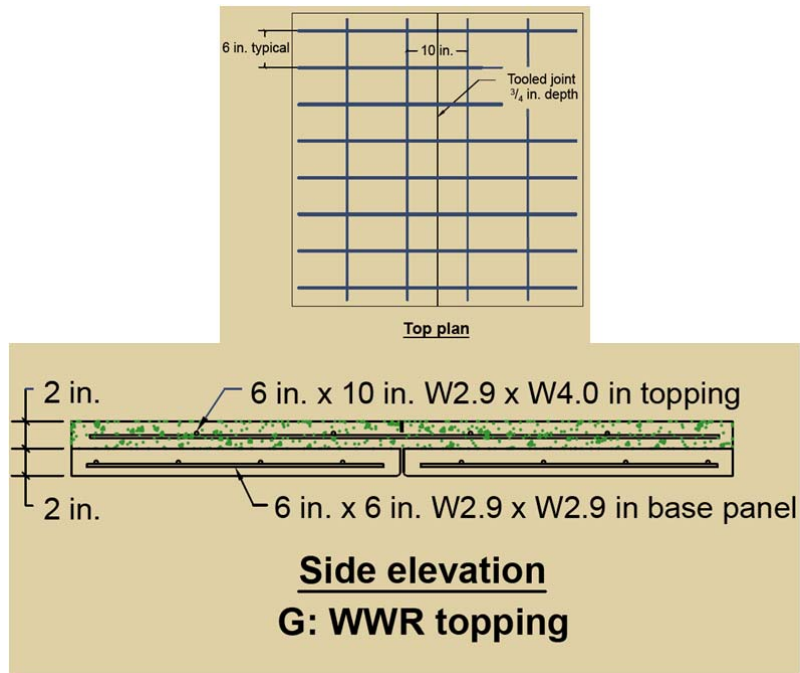 6 in. typical
10 in.
Tooled joint
3/4 in. depth
Top plan
2 in.
6 in. x 10 in. W2.9 x W4.0 in topping
2 in.
6 in. x 6 in. W2.9 x W2.9 in base panel
Side elevation
G: WWR topping